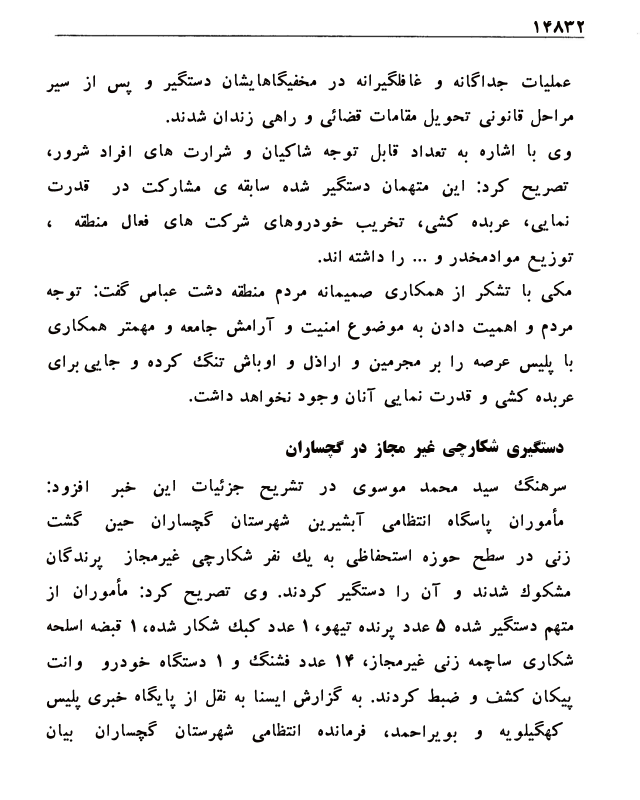 ۱۴۸۳۲
عملیات جداگانه و غافلگیرانه در مخفیگاهایشان دستگیر و پس از سیر
مراحل قانونی تحویل مقامات قضائی و راهی زندان شدند.
وی با اشاره به تعداد قابل توجه شاکیان و شرارت های افراد شرور،
تصریح کرد: این متهمان دستگیر شده سابقه ی مشارکت در قدرت
نمایی، عربده کشی، تخریب خودروهای شرکت های فعال منطقه ،
توزیع موادمخدر و ... را داشته اند.
مکی با تشکر از همکاری صمیمانه مردم منطقه دشت عباس گفت: توجه
مردم و اهمیت دادن به موضوع امنیت و آرامش جامعه و مهمتر همکاری
با پلیس عرصه را بر مجرمین و اراذل و اوباش تنگ کرده و جایی برای
عربده کشی و قدرت نمایی آنان وجود نخواهد داشت.
دستگیری شکارچی غیر مجاز در گچساران
سرهنگ سید محمد موسوی در تشریح جزئیات این خبر افزود:
مأموران پاسگاه انتظامی آبشیرین شهرستان گچساران حین گشت
زنی در سطح حوزه استحفاظی به یك نفر شکارچی غیرمجاز پرندگان
مشکوك شدند و آن را دستگیر کردند. وی تصریح کرد: مأموران از
متهم دستگیر شده ۵ عدد پرنده تیهو، ۱ عدد کبك شکار شده، ۱ قبضه اسلحه
شکاری ساچمه زنی غیرمجاز، ۱۴ عدد فشنگ و ۱ دستگاه خودرو وانت
پیکان کشف و ضبط کردند. به گزارش ایسنا به نقل از پایگاه خبری پلیس
کهگیلویه و بویراحمد، فرمانده انتظامی شهرستان گچساران بیان